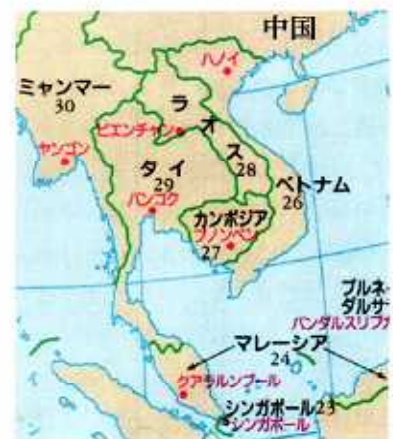 中国
ハノイ
ミャンマー
30
ラオス
28
ビエンチャン
ヤンゴン
タイ
29
バンコク
ベトナム
26
カンボジア
プノンペン
27
ブルネ
ダルサ
バンダルスリブガ
マレーシア
24
クアラルンプール
シンガポール23
シンガポール
イ